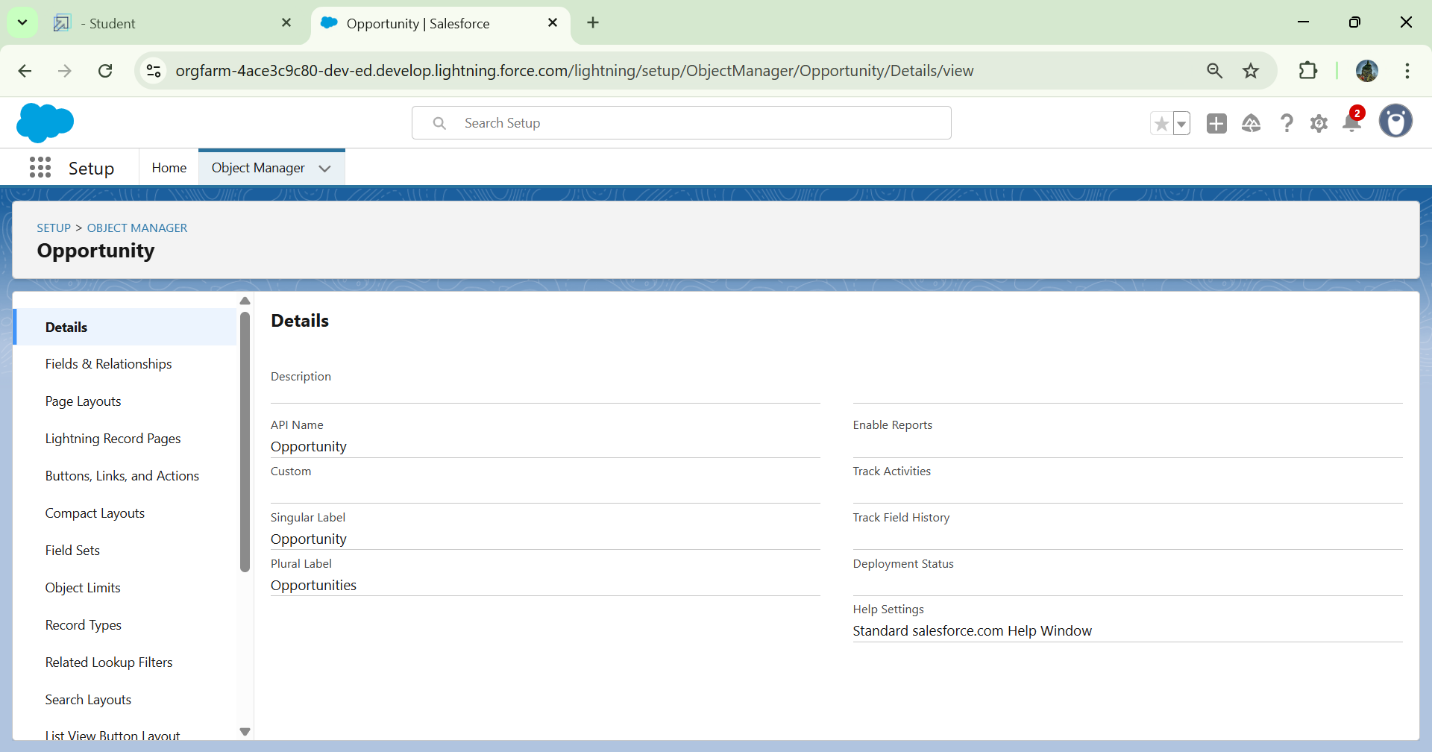 - Student
Opportunity | Salesforce
orgfarm-4ace3c9c80-dev-ed.develop.lightning.force.com/lightning/setup/ObjectManager/Opportunity/Details/view
Search Setup
2
Setup
Home
Object Manager
SETUP > OBJECT MANAGER
Opportunity
Details
Fields & Relationships
Page Layouts
Lightning Record Pages
Buttons, Links, and Actions
Compact Layouts
Field Sets
Object Limits
Record Types
Related Lookup Filters
Search Layouts
List View Button Layout
Details
Description
API Name
Opportunity
Custom
Singular Label
Opportunity
Plural Label
Opportunities
Enable Reports
Track Activities
Track Field History
Deployment Status
Help Settings
Standard salesforce.com Help Window